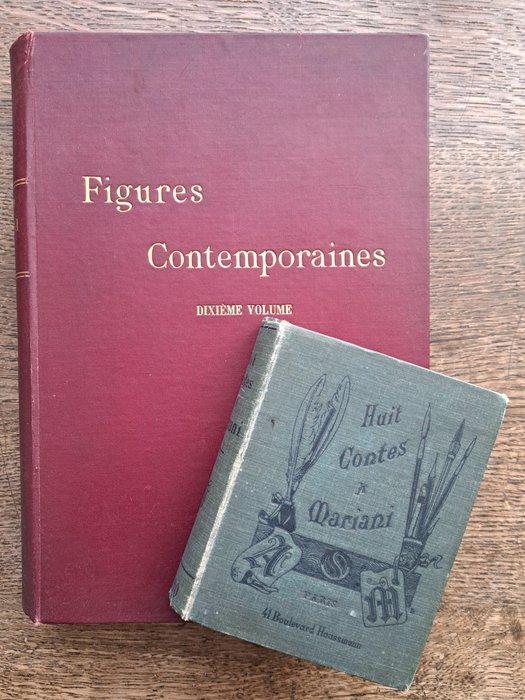 Figures
Contemporaines
DIXIÈME VOLUME
Huit
Contes
A
Mariani
A S M
PARIS
41 Boulevard Haussmann